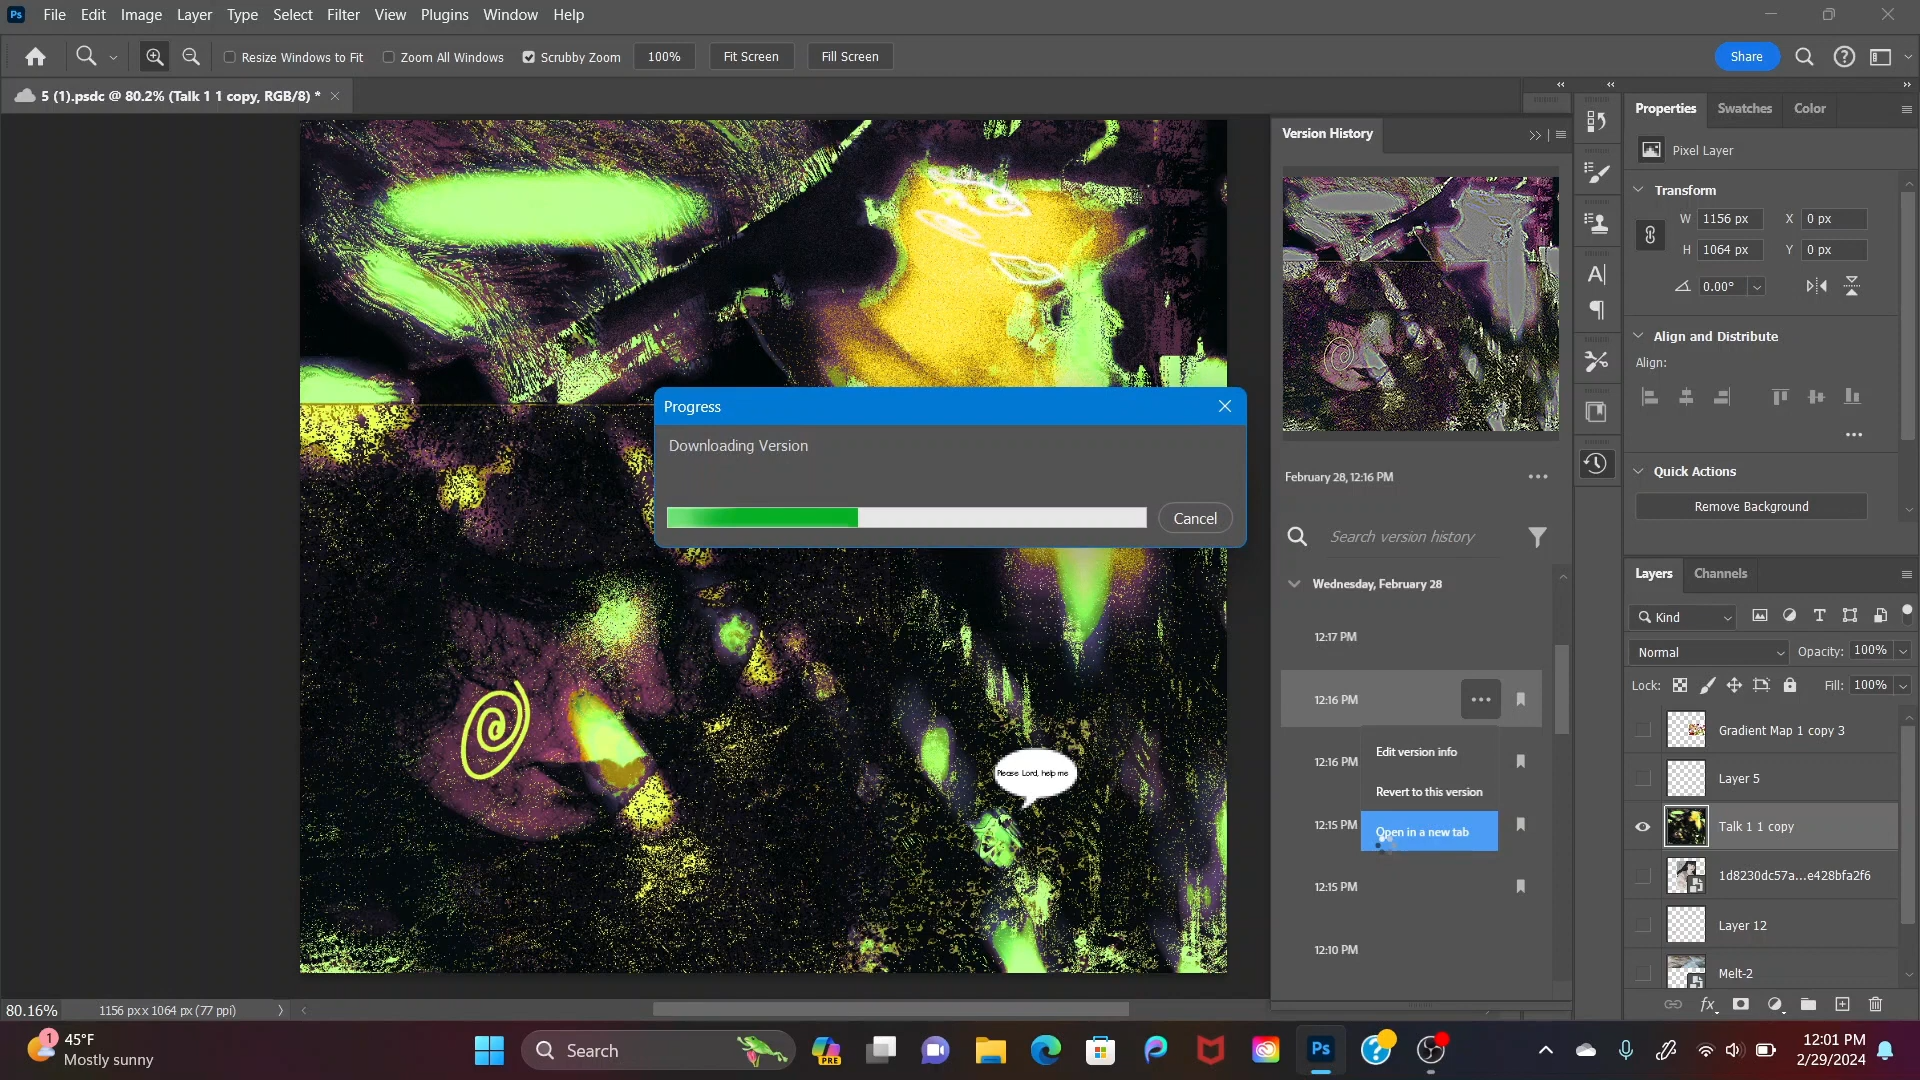 Ps File Edit Image Layer Type Select Filter View Plugins Window Help
Resize Windows to Fit Zoom All Windows Scrubby Zoom 100% Fit Screen Fill Screen Share
5 (1).psdc @ 80.2% (Talk 1 1 copy, RGB/8) *
Version History
February 28, 12:16 PM
Search version history
Wednesday, February 28
12:17 PM
12:16 PM
12:16 PM
12:15 PM
12:15 PM
12:10 PM
Edit version info
Revert to this version
Open in a new tab
Progress
Downloading Version
Cancel
Please Lord, help me
Properties Swatches Color
Pixel Layer
Transform
W 1156 px X 0 px
H 1064 px Y 0 px
0.00°
Align and Distribute
Align:
Quick Actions
Remove Background
Layers Channels
Kind
Normal Opacity: 100%
Lock: Fill: 100%
Gradient Map 1 copy 3
Layer 5
Talk 1 1 copy
1d8230dc57a...e428bfa2f6
Layer 12
Melt-2
fx
80.16% 1156 px x 1064 px (77 ppi)
1
45°F
Mostly sunny
Search
PRE
Ps
12:01 PM
2/29/2024